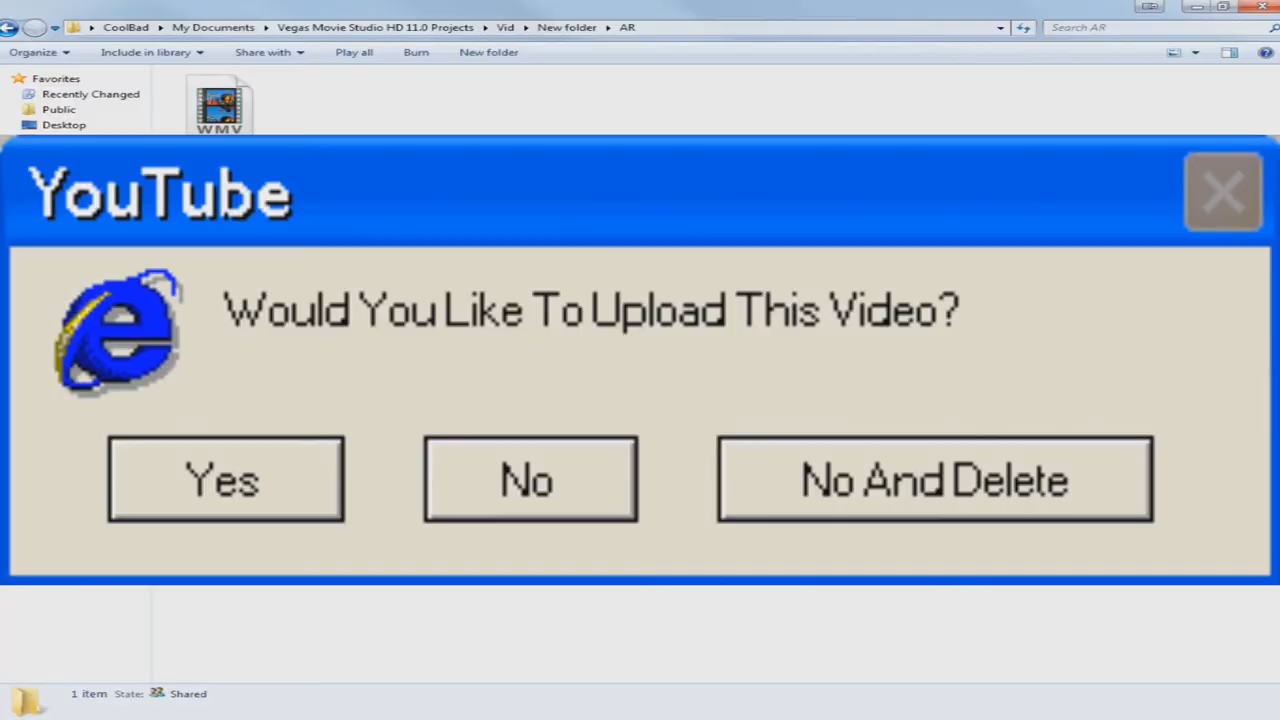 CoolBad My Documents Vegas Movie Studio HD 11.0 Projects Vid New folder AR Search AR
Organize Include in library Share with Play all Burn New folder
Favorites
Recently Changed
Public
Desktop
WMV
YouTube
Would You Like To Upload This Video?
Yes No No And Delete
1 item State: Shared